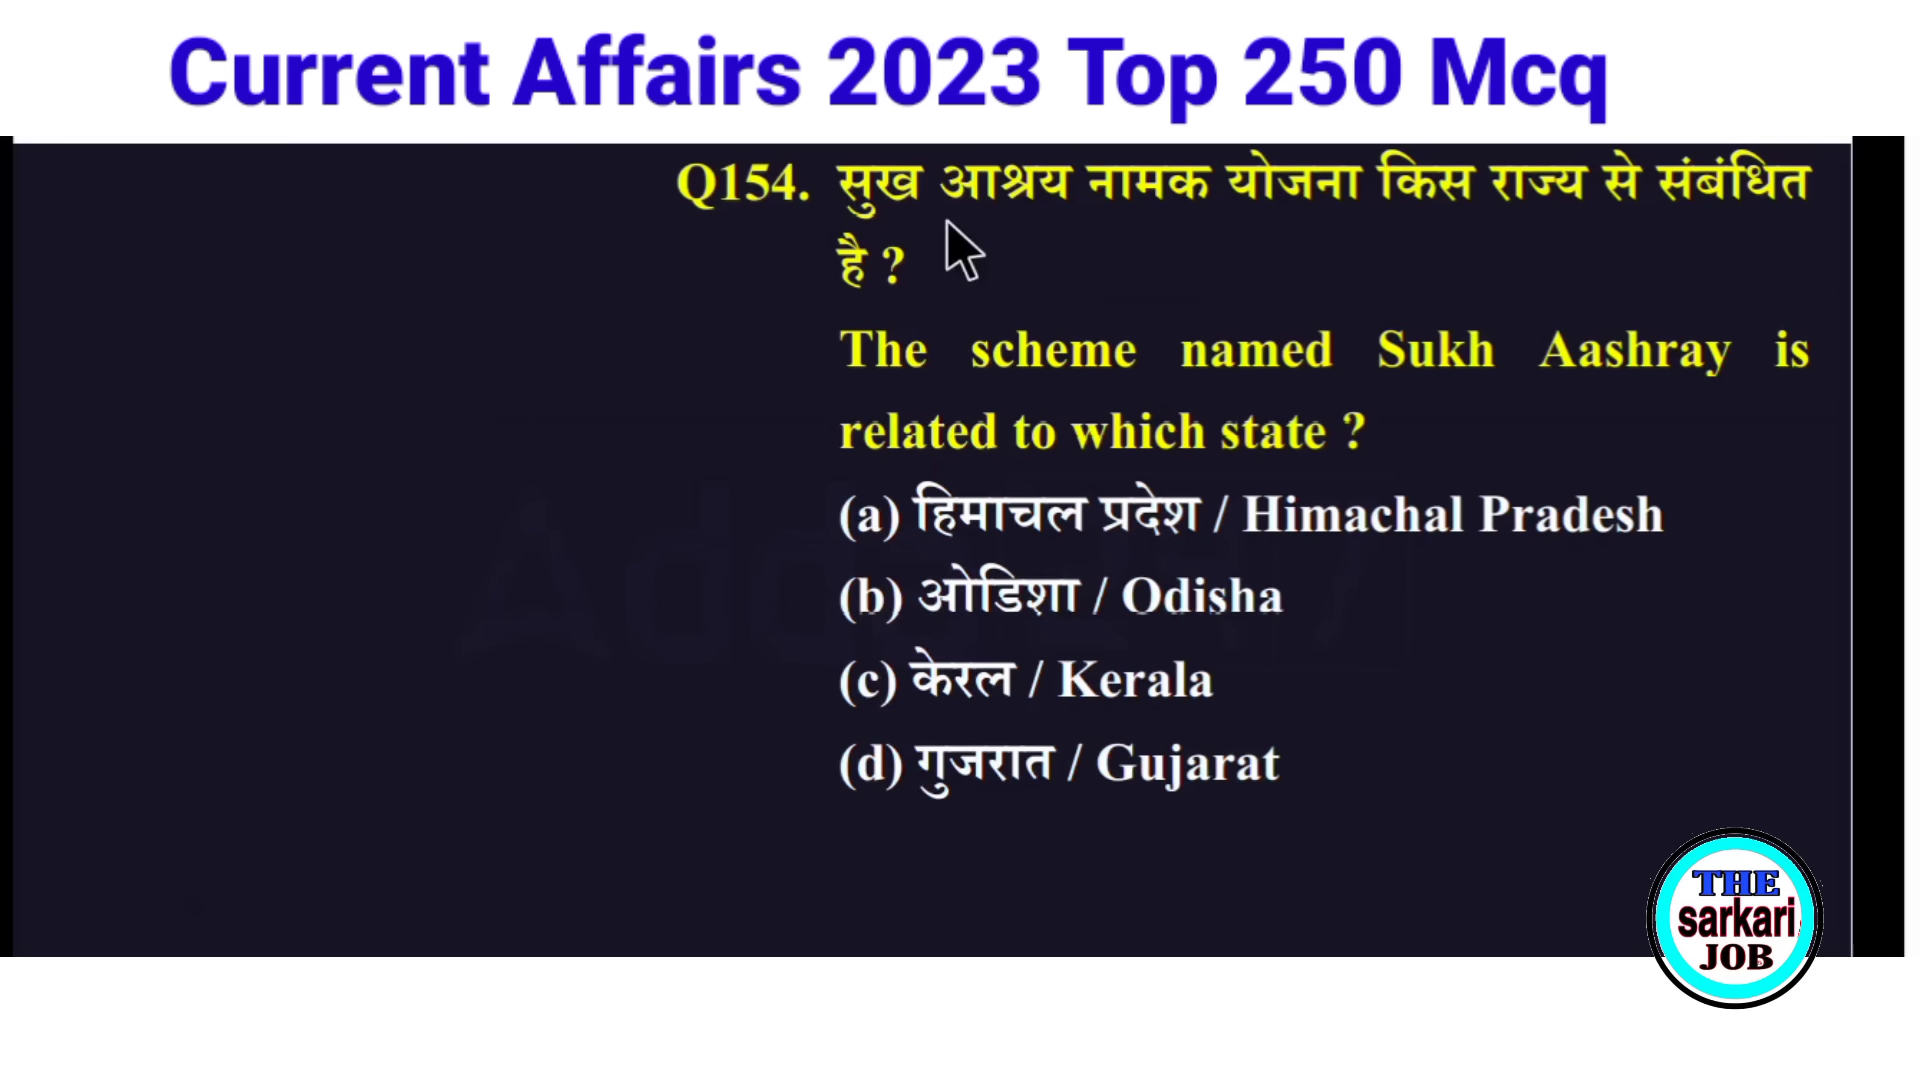 Current Affairs 2023 Top 250 Mcq
Q154. सुख आश्रय नामक योजना किस राज्य से संबंधित
है ?
The scheme named Sukh Aashray is
related to which state ?
(a) हिमाचल प्रदेश / Himachal Pradesh
(b) ओडिशा / Odisha
(c) केरल / Kerala
(d) गुजरात / Gujarat
THE
sarkari
JOB